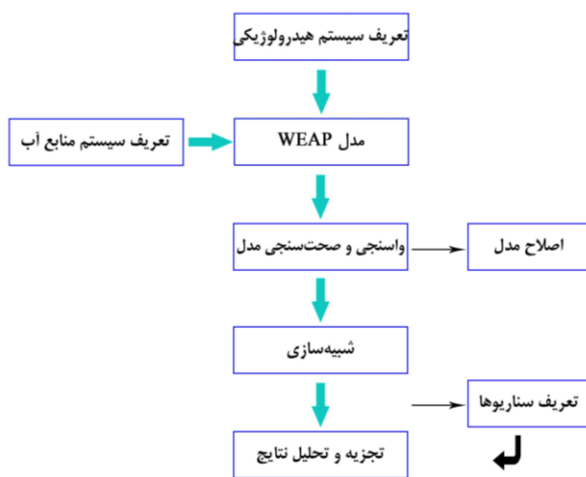 تعریف سیستم هیدرولوژیکی
تعریف سیستم منابع آب
مدل WEAP
واسنجی و صحت‌سنجی مدل
اصلاح مدل
شبیه‌سازی
تعریف سناریوها
تجزیه و تحلیل نتایج